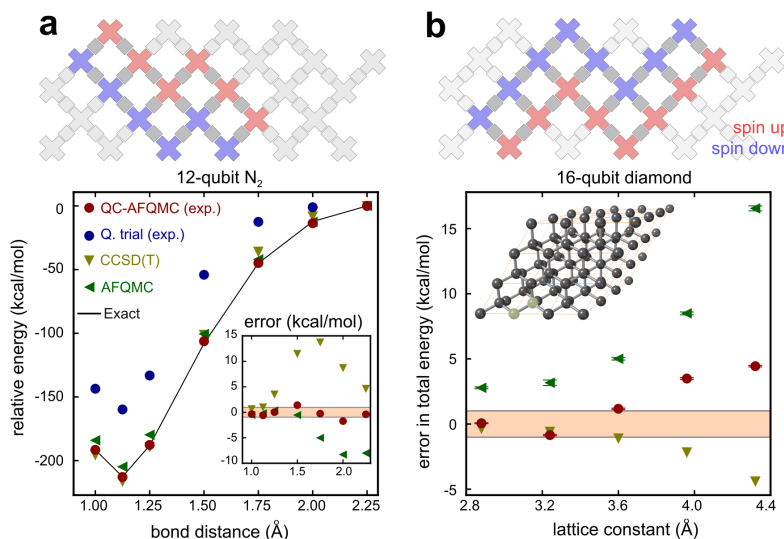 a
b
spin up
spin down
12-qubit N₂
16-qubit diamond
QC-AFQMC (exp.)
Q. trial (exp.)
CCSD(T)
AFQMC
Exact
relative energy (kcal/mol)
0
-50
-100
-150
-200
1.00 1.25 1.50 1.75 2.00 2.25
bond distance (Å)
error (kcal/mol)
15
10
5
0
-5
-10
1.0 1.5 2.0
error in total energy (kcal/mol)
15
10
5
0
-5
2.8 3.2 3.6 4.0 4.4
lattice constant (Å)